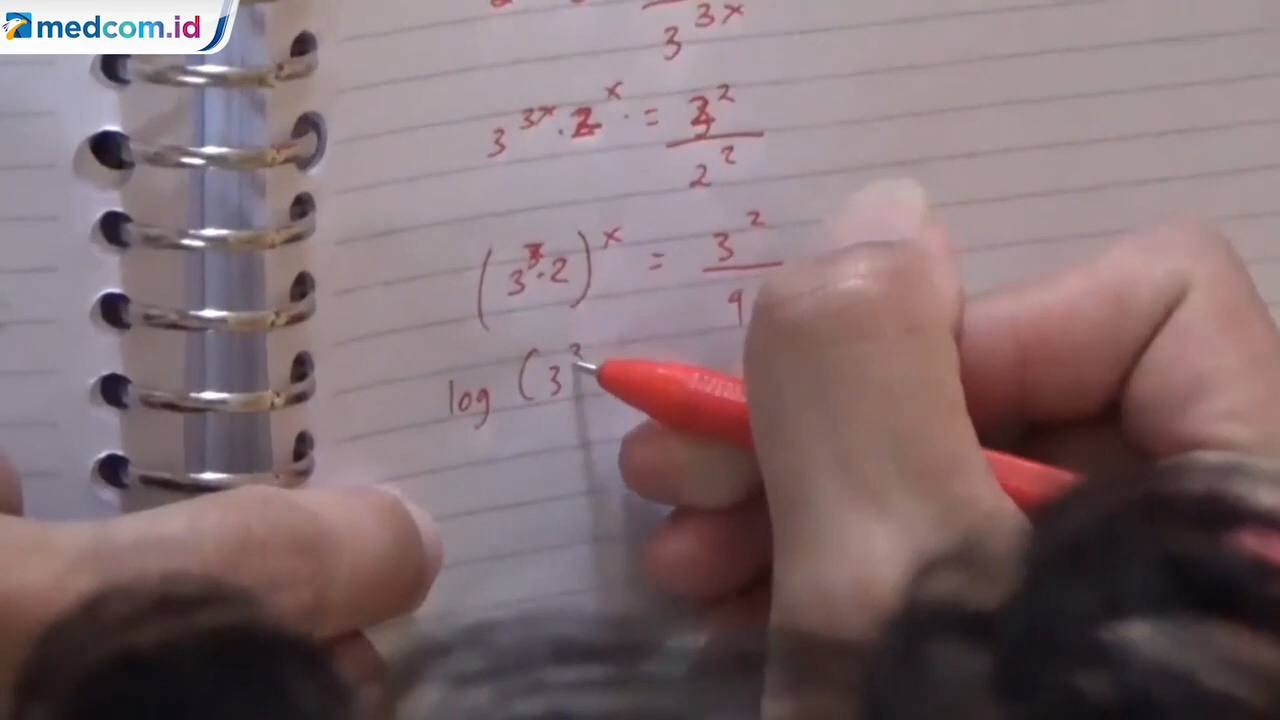 medcom.id
3^{3x}
3^{3x} . 2^x . = 3^2 / 2^2
(3^3 . 2)^x = 3^2 / 9
log (3^3